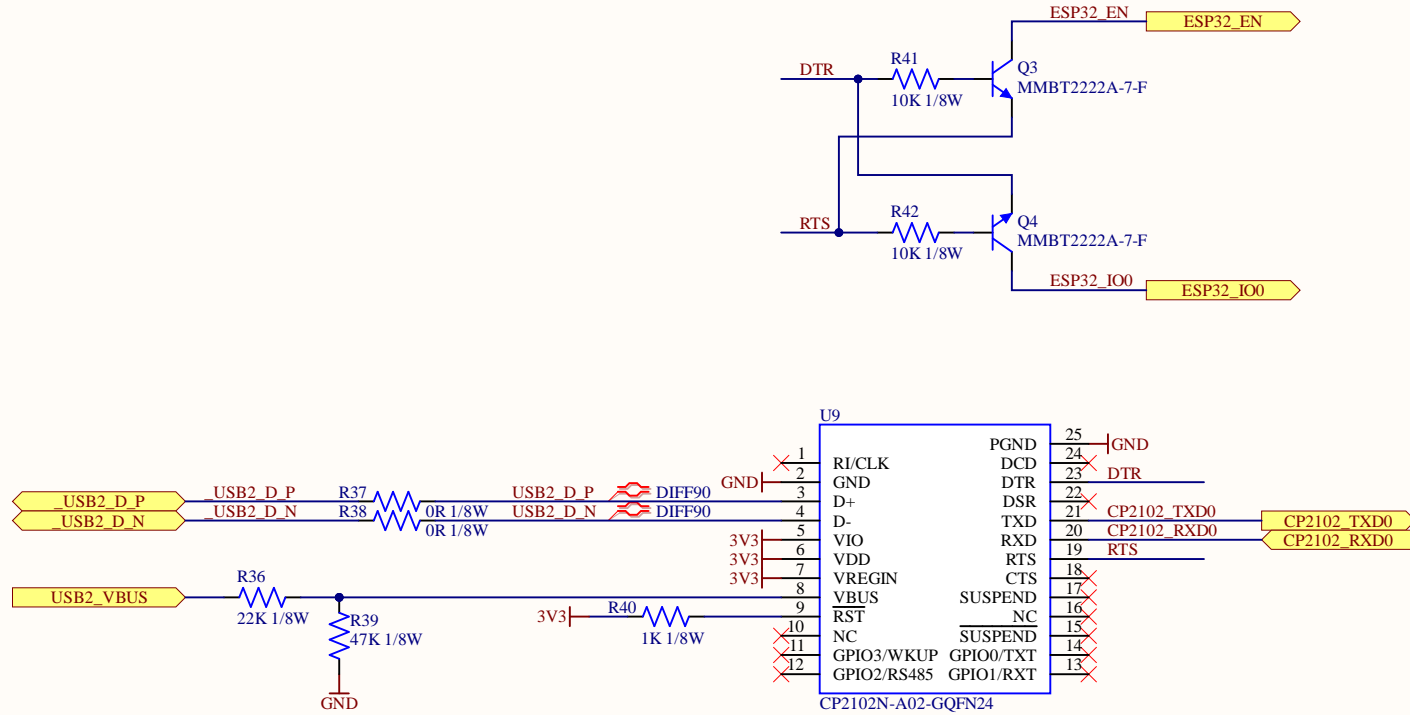 ESP32_EN
ESP32_EN
DTR
R41
10K 1/8W
Q3
MMBT2222A-7-F
RTS
R42
10K 1/8W
Q4
MMBT2222A-7-F
ESP32_IO0
ESP32_IO0
U9
_USB2_D_P
_USB2_D_P
R37
0R 1/8W
USB2_D_P
DIFF90
_USB2_D_N
_USB2_D_N
R38
0R 1/8W
USB2_D_N
DIFF90
USB2_VBUS
R36
22K 1/8W
R39
47K 1/8W
GND
3V3
R40
1K 1/8W
GND
3V3
3V3
3V3
1 RI/CLK
2 GND
3 D+
4 D-
5 VIO
6 VDD
7 VREGIN
8 VBUS
9 RST
10 NC
11 GPIO3/WKUP
12 GPIO2/RS485
PGND 25 GND
DCD 24
DTR 23 DTR
DSR 22
TXD 21 CP2102_TXD0 CP2102_TXD0
RXD 20 CP2102_RXD0 CP2102_RXD0
RTS 19 RTS
CTS 18
SUSPEND 17
NC 16
SUSPEND 15
GPIO0/TXT 14
GPIO1/RXT 13
CP2102N-A02-GQFN24